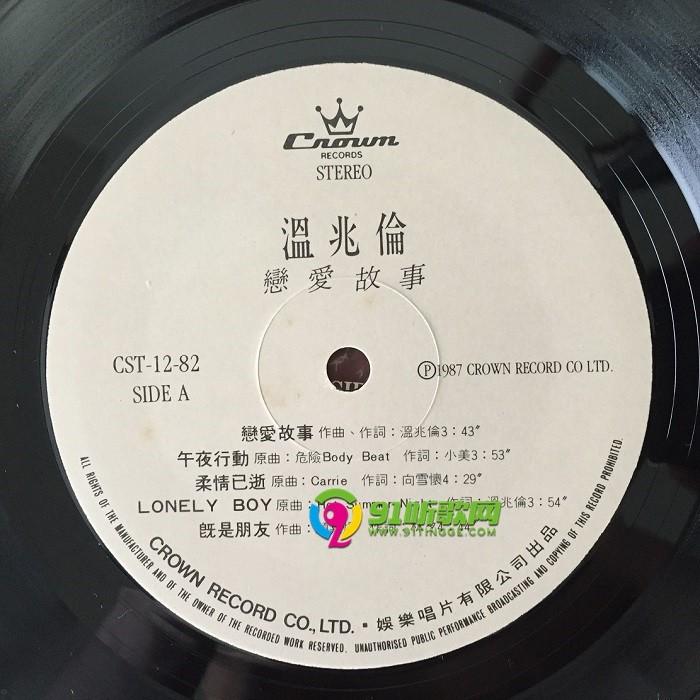 Crown
RECORDS
STEREO
溫兆倫
戀愛故事
CST-12-82
SIDE A
Ⓟ1987 CROWN RECORD CO LTD.
戀愛故事 作曲、作詞：溫兆倫3：43″
午夜行動 原曲：危險Body Beat 作詞：小美3：53″
柔情已逝 原曲：Carrie 作詞：向雪懷4：29″
LONELY BOY 原曲： 作詞：溫兆倫3：54″
既是朋友 作曲：
91听歌网
WWW.91TINGGE.COM
CROWN RECORD CO., LTD.・娛樂唱片有限公司出品
ALL RIGHTS OF THE MANUFACTURER AND OF THE OWNER OF THE RECORDED WORK RESERVED. UNAUTHORISED PUBLIC PERFORMANCE BROADCASTING AND COPYING OF THIS RECORD PROHIBITED.